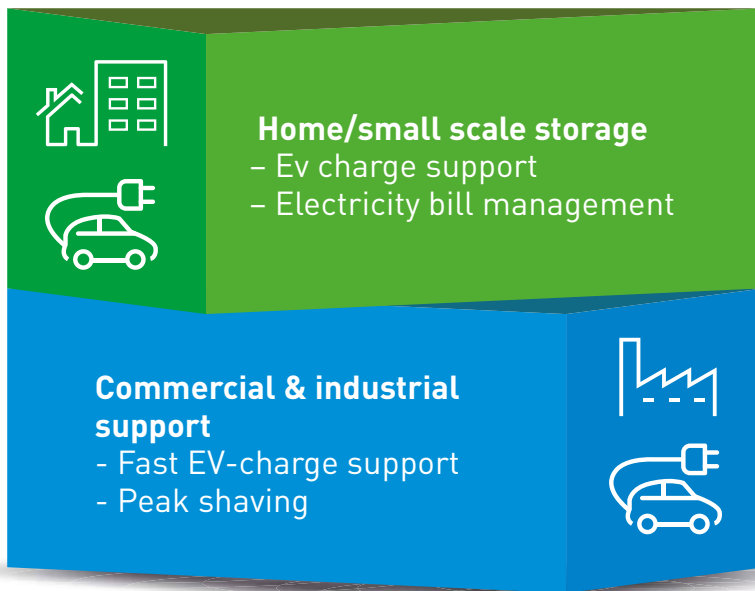 Home/small scale storage
– Ev charge support
– Electricity bill management
Commercial & industrial
support
- Fast EV-charge support
- Peak shaving